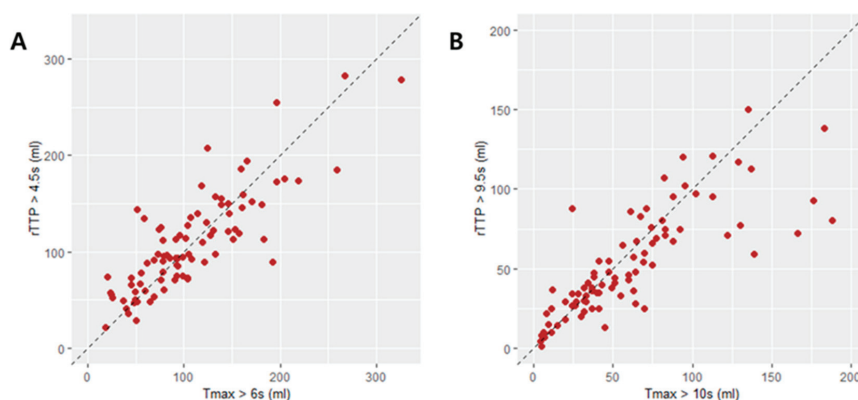 A
rTTP > 4.5s (ml)
300
200
100
0
0 100 200 300
Tmax > 6s (ml)
B
rTTP > 9.5s (ml)
200
150
100
50
0
0 50 100 150 200
Tmax > 10s (ml)